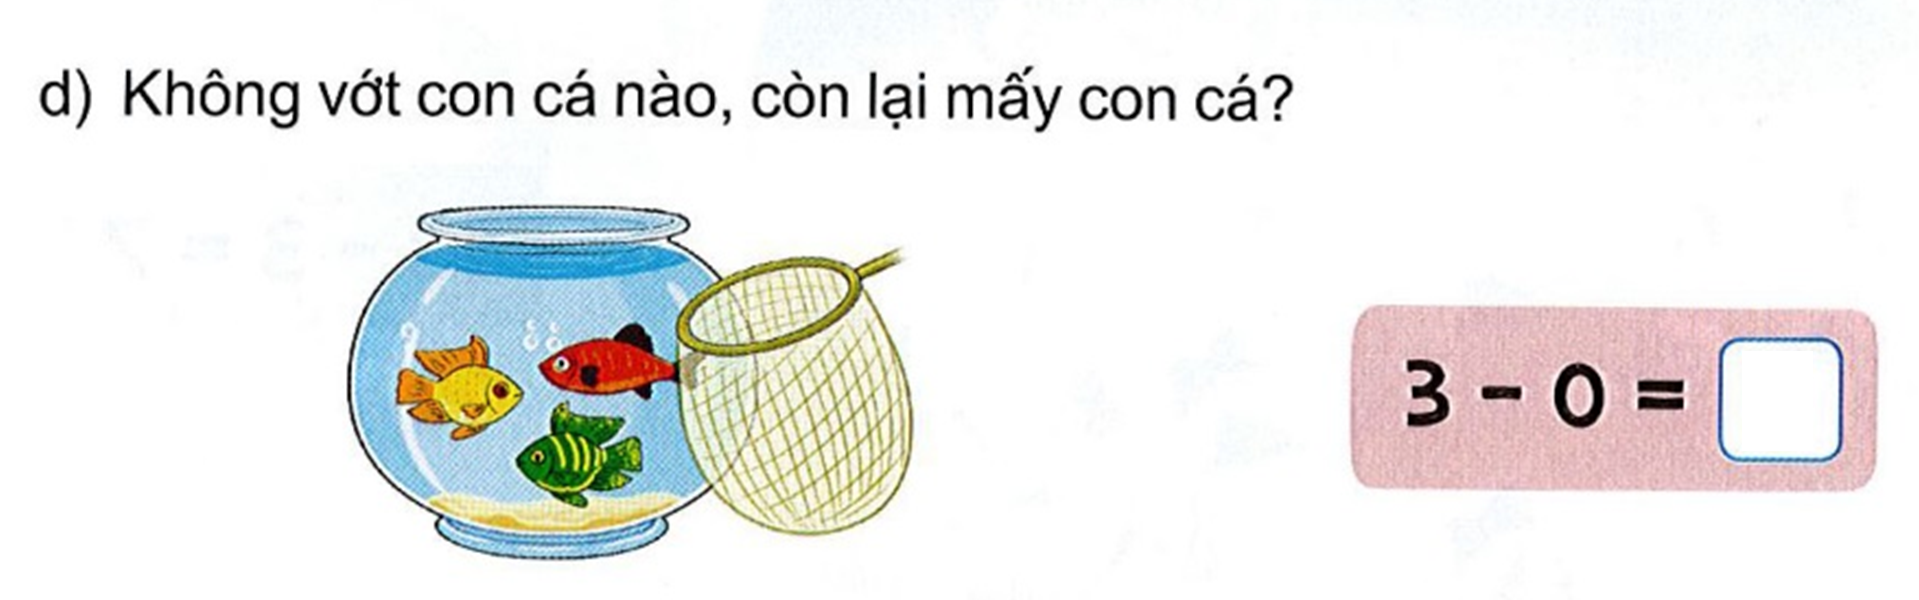 d) Không vớt con cá nào, còn lại mấy con cá?
3 - 0 =